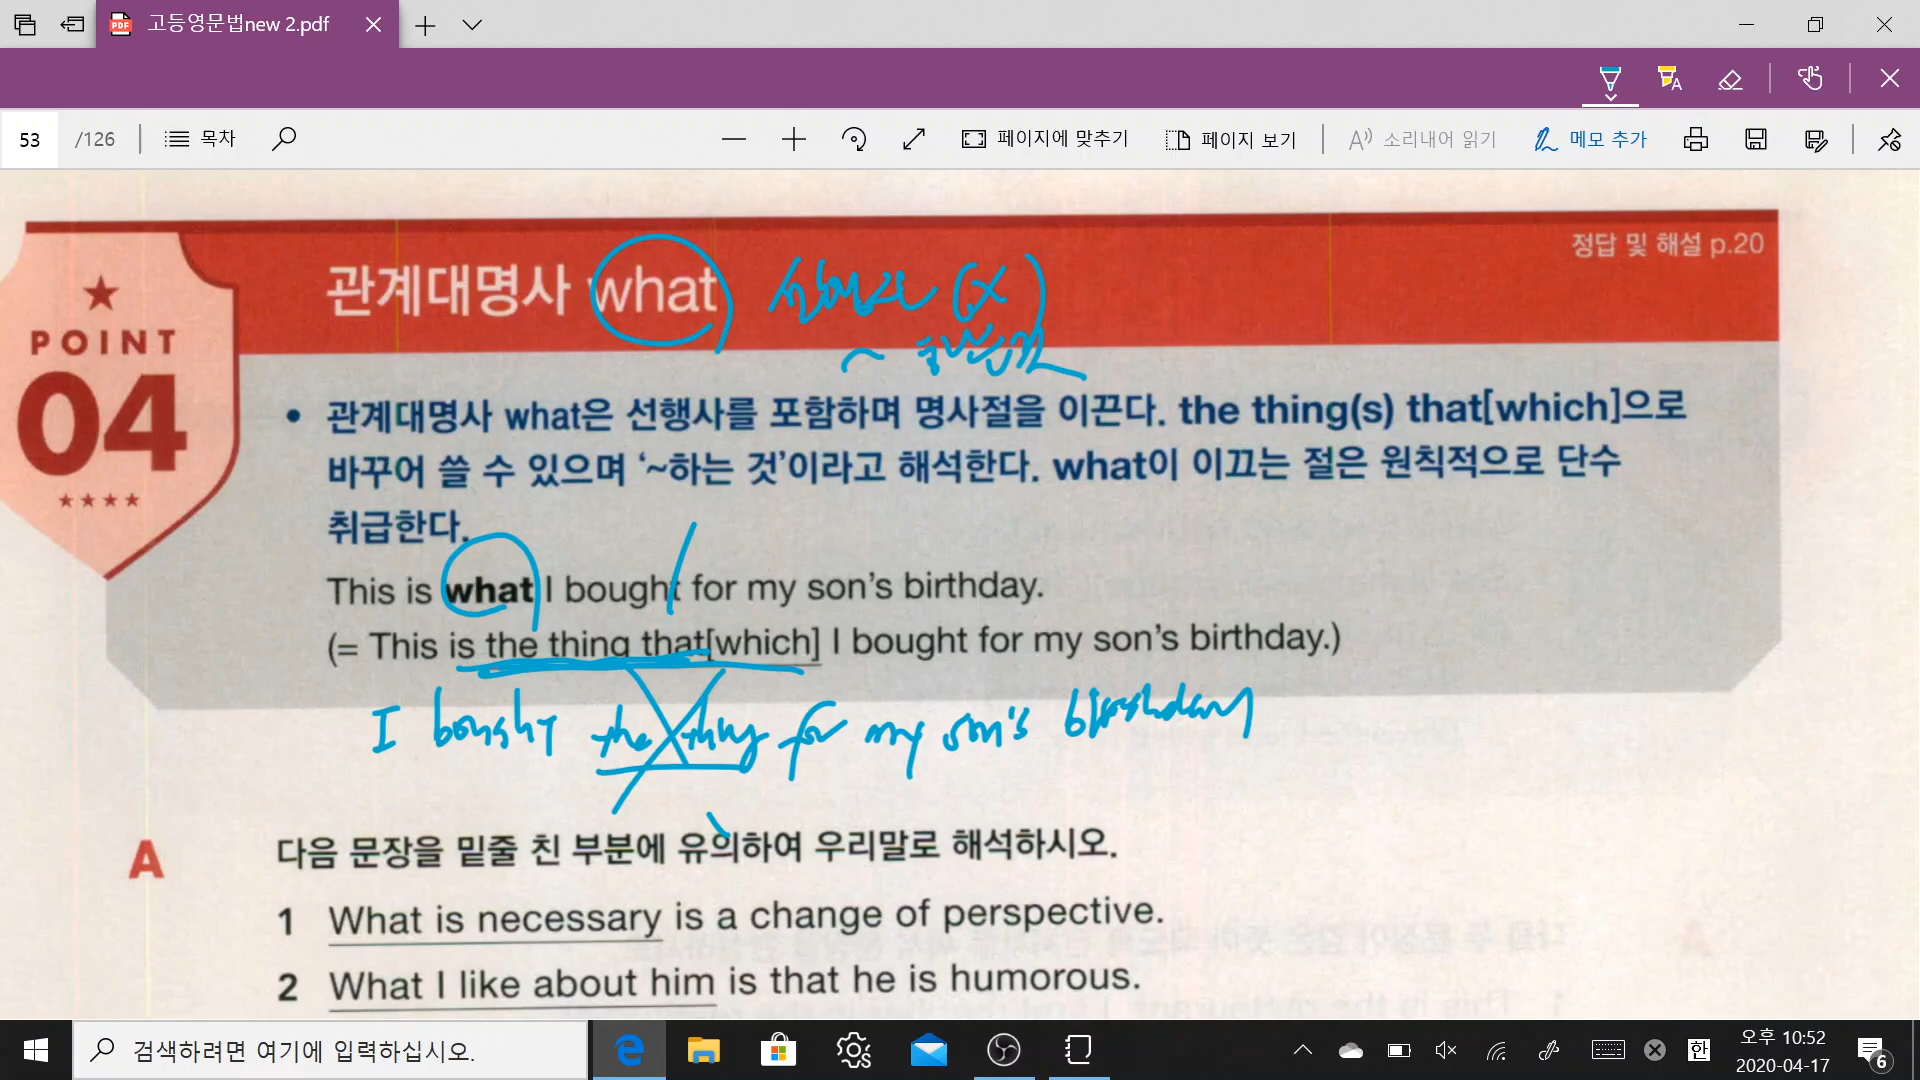 고등영문법new 2.pdf
53 /126 목차 페이지에 맞추기 페이지 보기 소리내어 읽기 메모 추가
정답 및 해설 p.20
관계대명사 what 선행사 (X)
POINT
04
• 관계대명사 what은 선행사를 포함하며 명사절을 이끈다. the thing(s) that[which]으로
바꾸어 쓸 수 있으며 '~하는 것'이라고 해석한다. what이 이끄는 절은 원칙적으로 단수
취급한다.
This is what I bought for my son's birthday.
(= This is the thing that[which] I bought for my son's birthday.)
I bought the thing for my son's birthday
A 다음 문장을 밑줄 친 부분에 유의하여 우리말로 해석하시오.
1 What is necessary is a change of perspective.
2 What I like about him is that he is humorous.
검색하려면 여기에 입력하십시오.
한
오후 10:52
2020-04-17
6